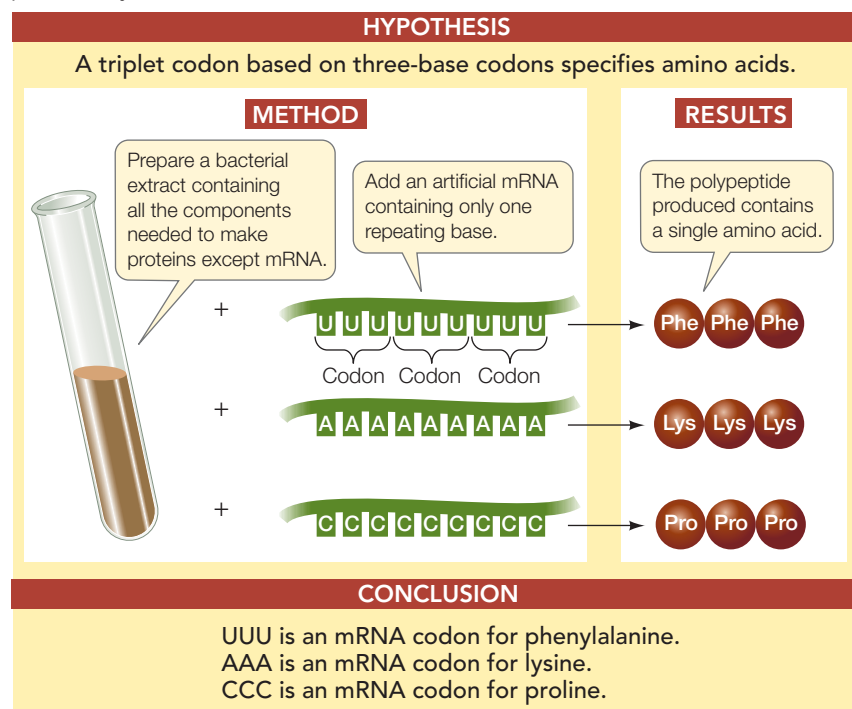 HYPOTHESIS
A triplet codon based on three-base codons specifies amino acids.
METHOD
RESULTS
Prepare a bacterial
extract containing
all the components
needed to make
proteins except mRNA.
Add an artificial mRNA
containing only one
repeating base.
The polypeptide
produced contains
a single amino acid.
+ U U U U U U U U U Phe Phe Phe
Codon Codon Codon
+ A A A A A A A A A Lys Lys Lys
+ C C C C C C C C C Pro Pro Pro
CONCLUSION
UUU is an mRNA codon for phenylalanine.
AAA is an mRNA codon for lysine.
CCC is an mRNA codon for proline.